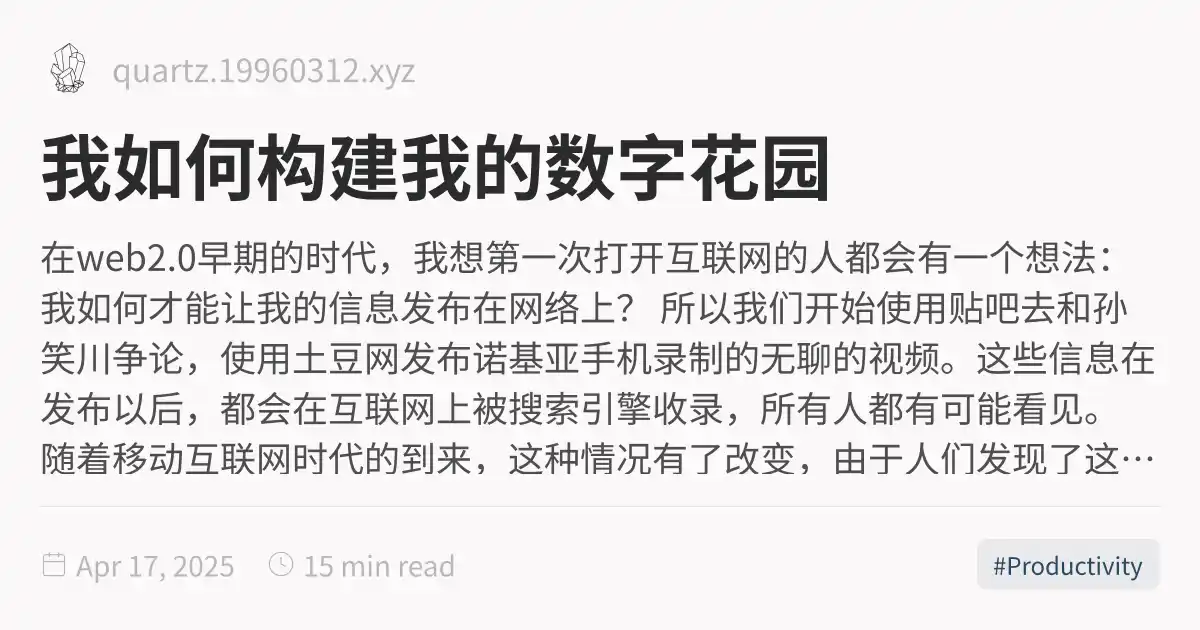 quartz.19960312.xyz
我如何构建我的数字花园
在web2.0早期的时代，我想第一次打开互联网的人都会有一个想法：
我如何才能让我的信息发布在网络上？ 所以我们开始使用贴吧去和孙
笑川争论，使用土豆网发布诺基亚手机录制的无聊的视频。这些信息在
发布以后，都会在互联网上被搜索引擎收录，所有人都有可能看见。
随着移动互联网时代的到来，这种情况有了改变，由于人们发现了这…
Apr 17, 2025 15 min read
#Productivity